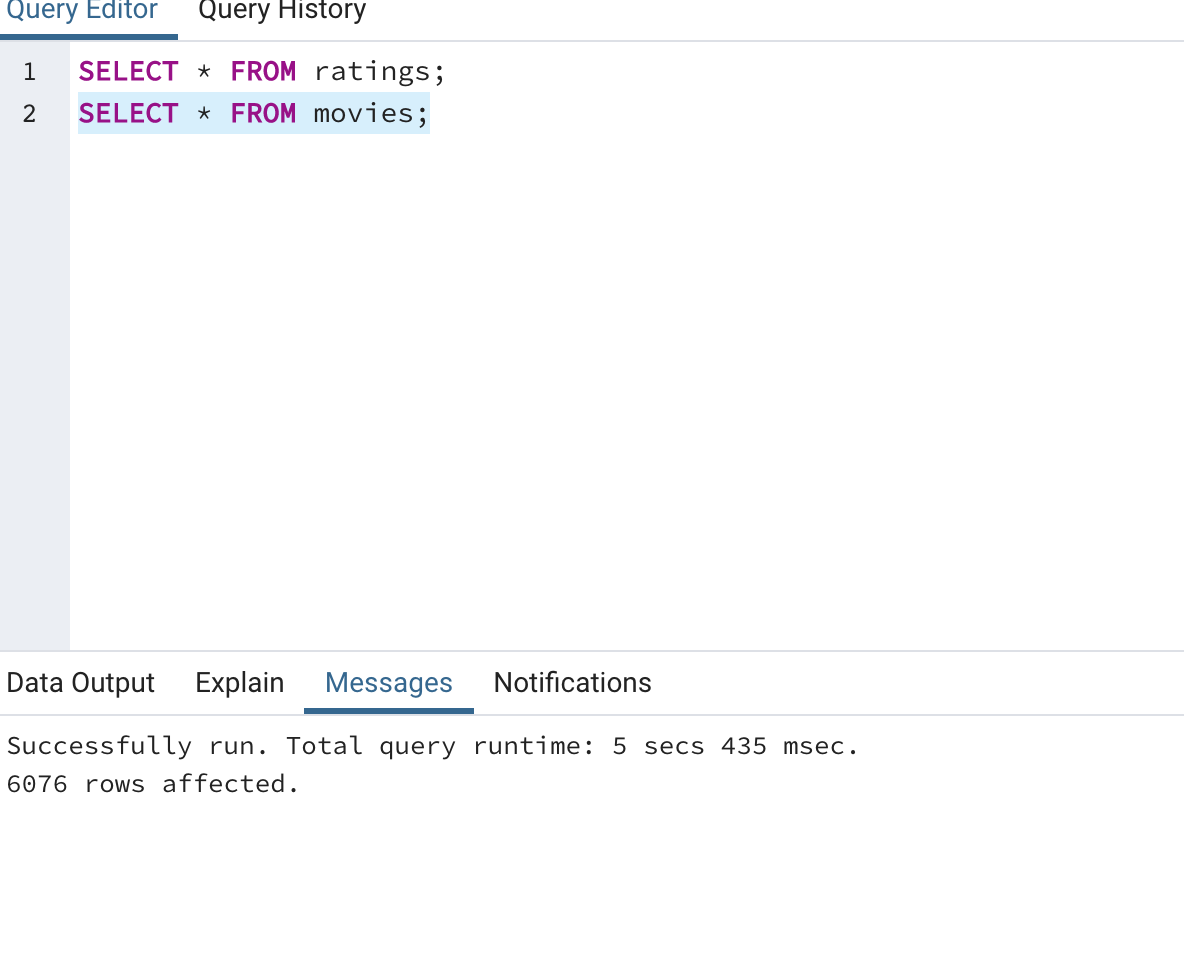 Query Editor Query History
1 SELECT * FROM ratings;
2 SELECT * FROM movies;
Data Output Explain Messages Notifications
Successfully run. Total query runtime: 5 secs 435 msec.
6076 rows affected.